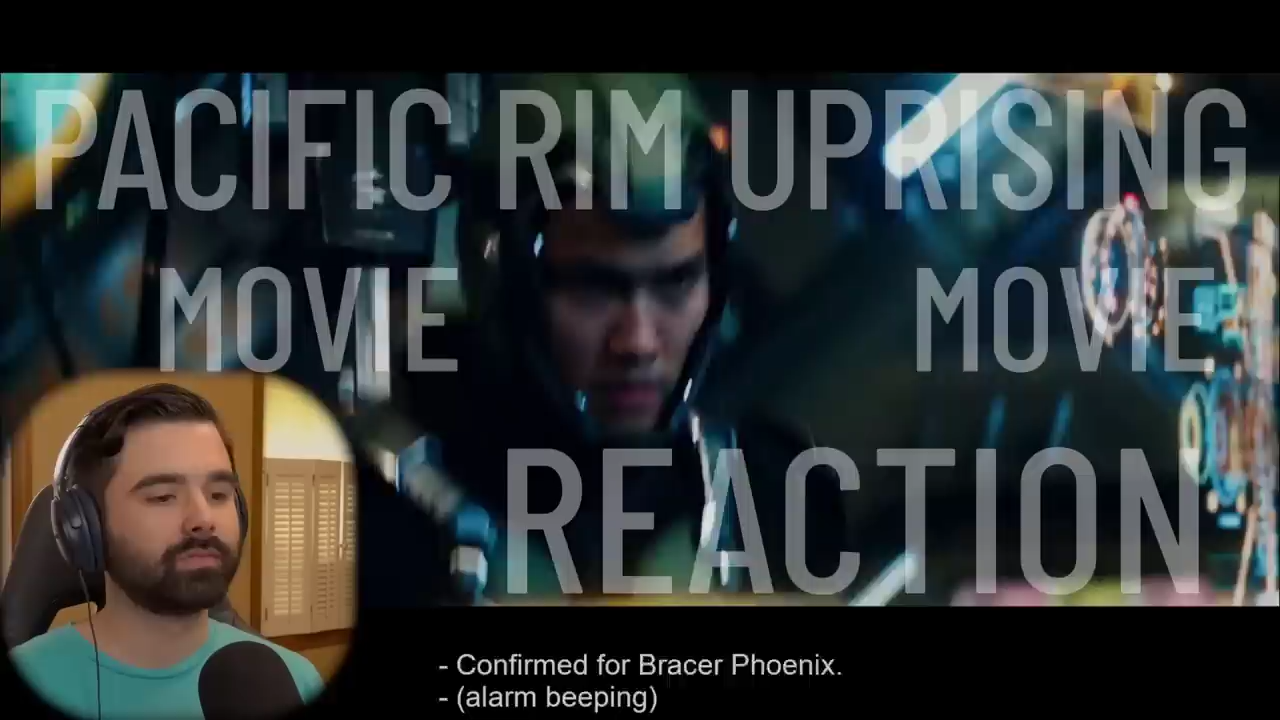 PACIFIC RIM UPRISING
MOVIE MOVIE
REACTION
- Confirmed for Bracer Phoenix.
- (alarm beeping)